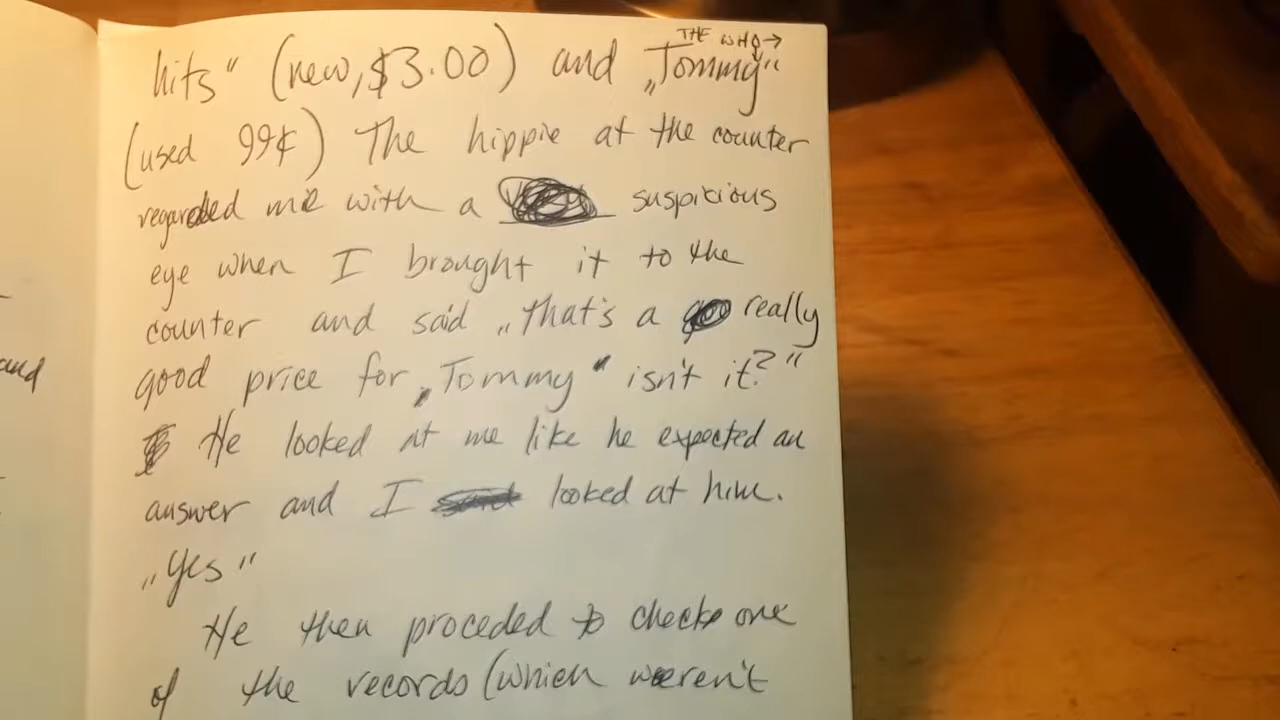 THE WHO→
hits" (new, $3.00) and „Tommy"
(used 99¢) The hippie at the counter
regarded me with a suspicious
eye when I brought it to the
counter and said „that's a really
good price for „Tommy" isn't it?"
He looked at me like he expected an
answer and I looked at him.
„Yes"
He then proceded to check one
of the records (which weren't
and